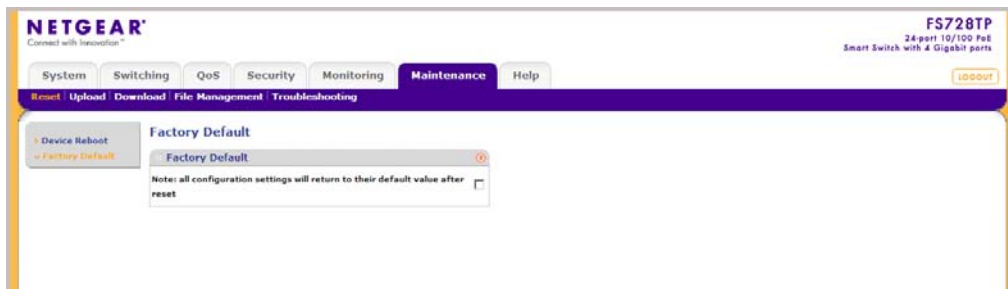 NETGEAR®
Connect with Innovation™
FS728TP
24-port 10/100 PoE
Smart Switch with 4 Gigabit ports
System Switching QoS Security Monitoring Maintenance Help
LOGOUT
Reset Upload Download File Management Troubleshooting
Device Reboot
Factory Default
Factory Default
Factory Default
Note: all configuration settings will return to their default value after
reset